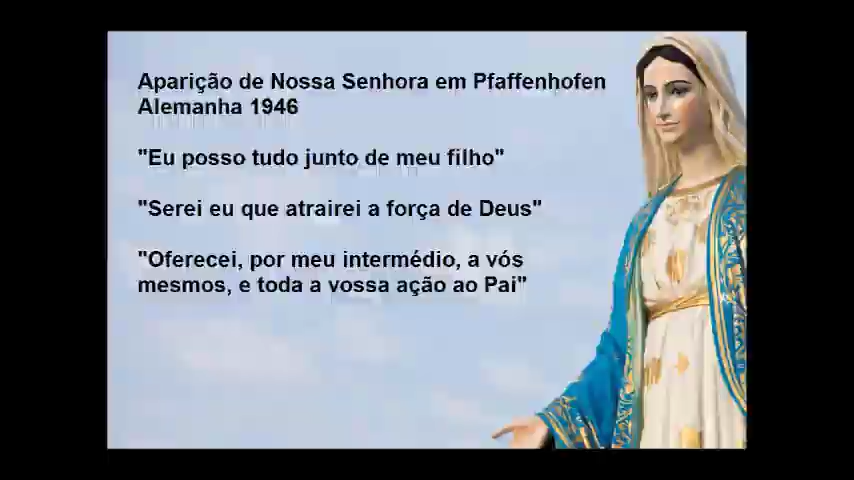 Aparição de Nossa Senhora em Pfaffenhofen
Alemanha 1946
"Eu posso tudo junto de meu filho"
"Serei eu que atrairei a força de Deus"
"Oferecei, por meu intermédio, a vós
mesmos, e toda a vossa ação ao Pai"